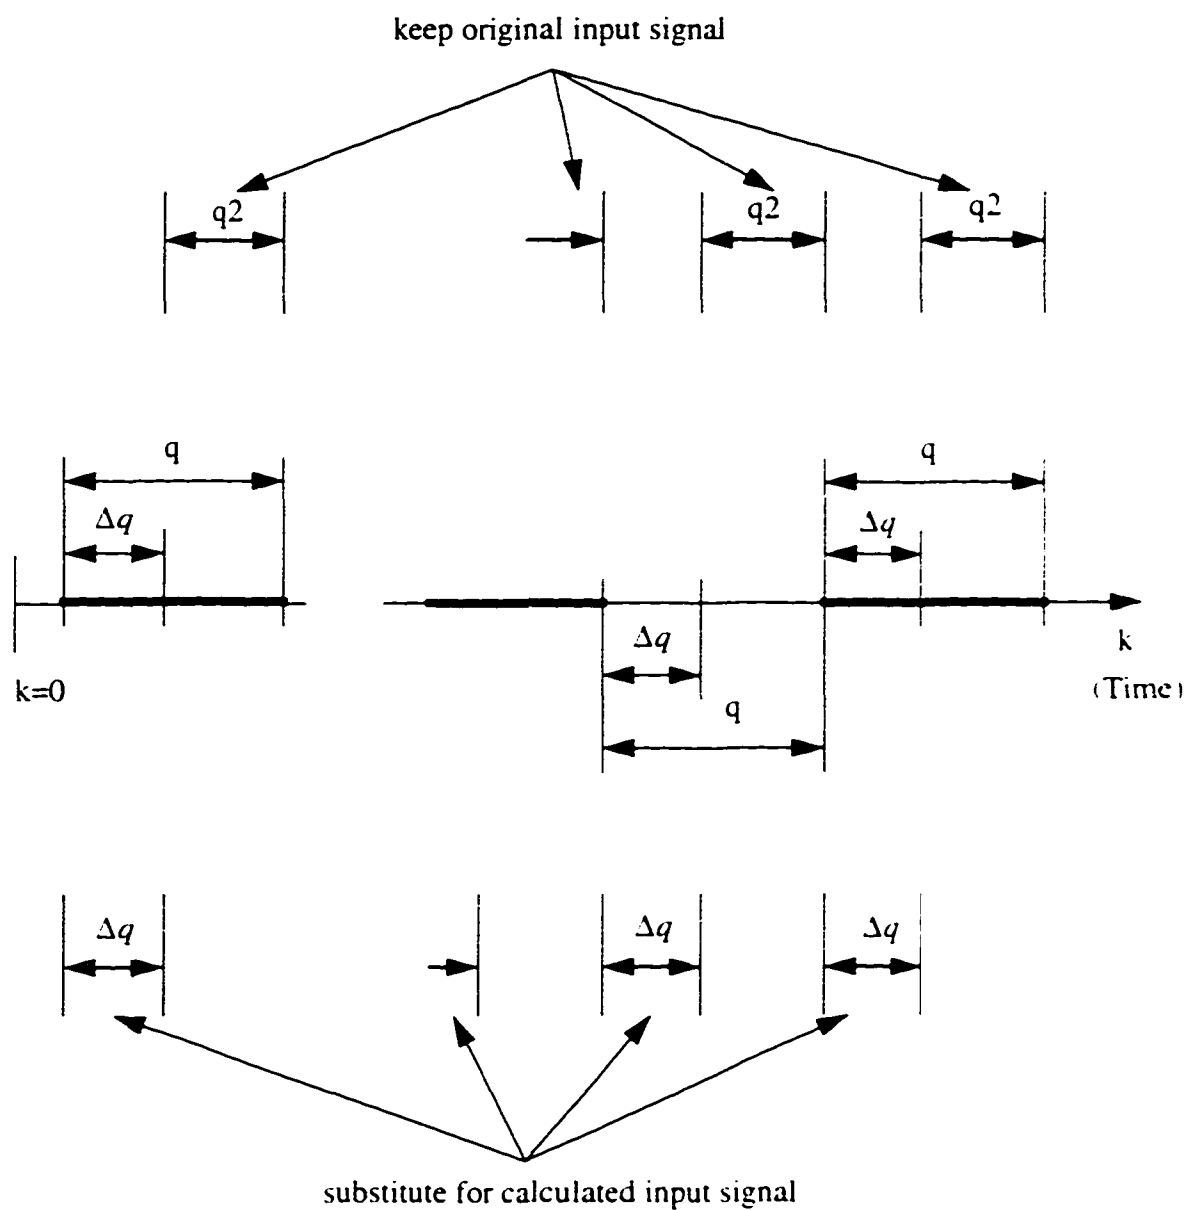 keep original input signal
q2
q2
q2
q
q
Δq
Δq
Δq
k
k=0
(Time)
q
Δq
Δq
Δq
substitute for calculated input signal